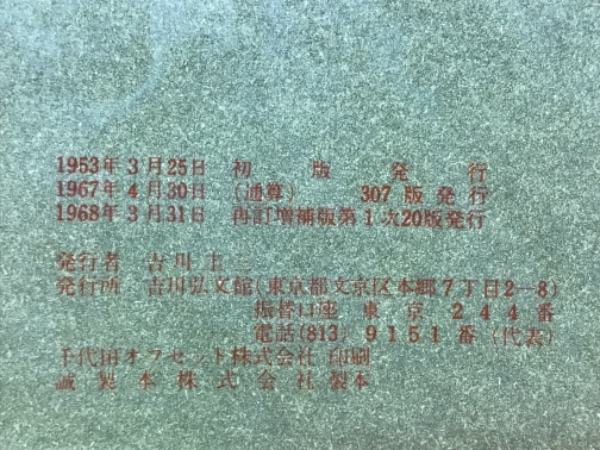 1953年3月25日 初版発行
1967年4月30日 (通算) 307版発行
1968年3月31日 再訂増補版第1次20版発行
発行者 吉川圭三
発行所 吉川弘文館(東京都文京区本郷7丁目2—8)
振替口座 東京 244番
電話(813) 9151番(代表)
千代田オフセット株式会社 印刷
誠製本株式会社製本